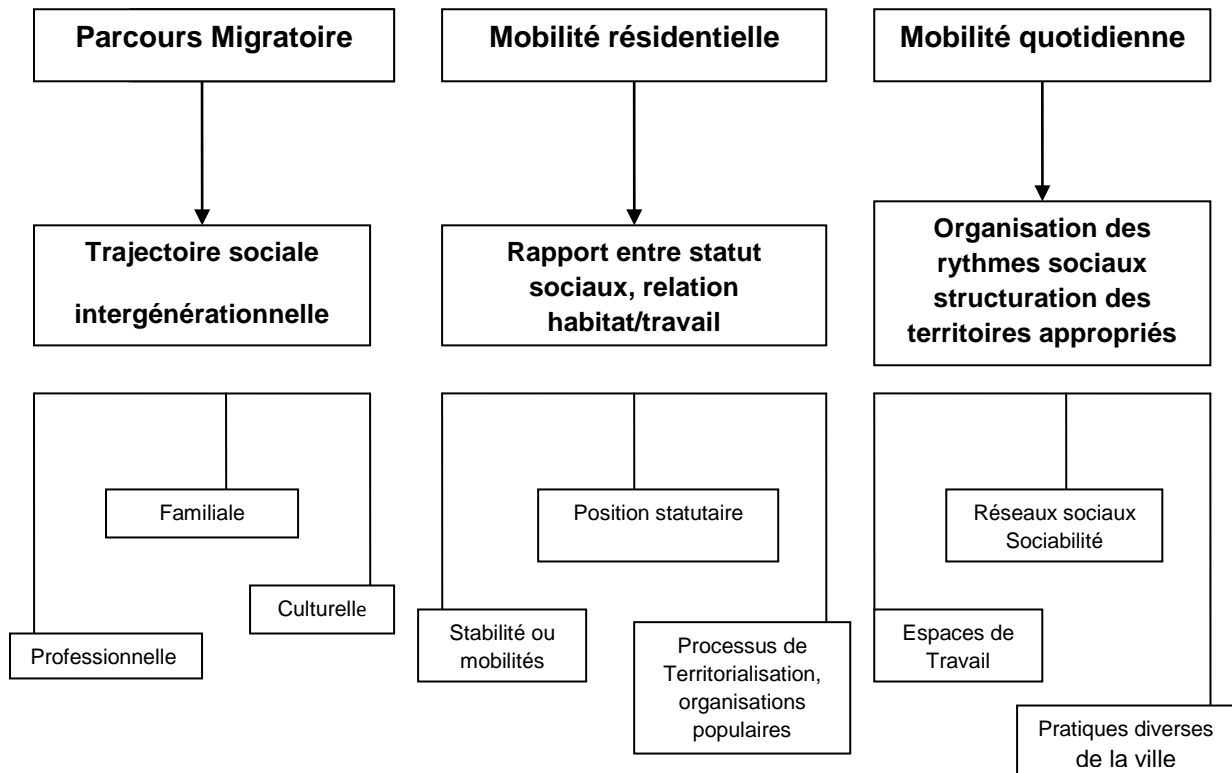 Parcours Migratoire
Mobilité résidentielle
Mobilité quotidienne
Trajectoire sociale
intergénérationnelle
Rapport entre statut
sociaux, relation
habitat/travail
Organisation des
rythmes sociaux
structuration des
territoires appropriés
Familiale
Culturelle
Professionnelle
Position statutaire
Stabilité ou
mobilités
Processus de
Territorialisation,
organisations
populaires
Réseaux sociaux
Sociabilité
Espaces de
Travail
Pratiques diverses
de la ville